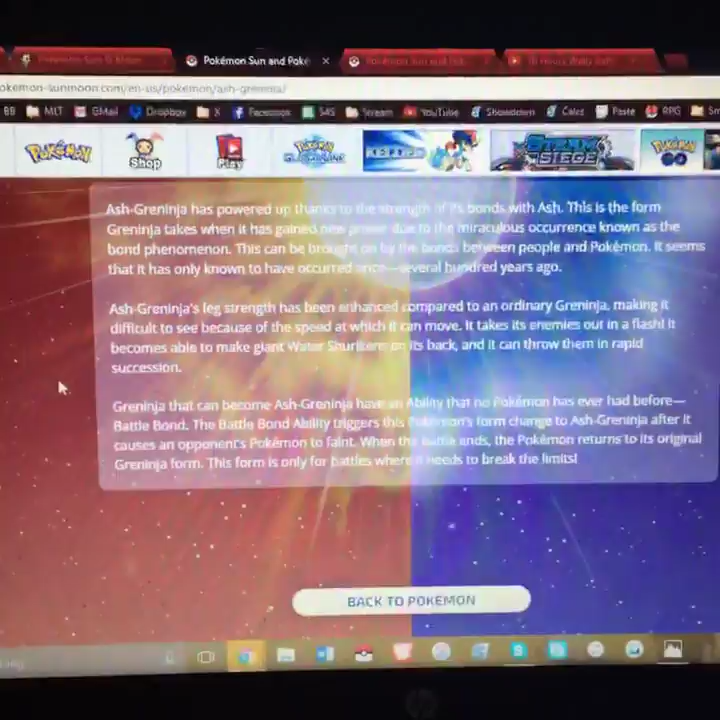 Pokémon Sun and Poké
okemon-sunmoon.com/en-us/pokemon/ash-greninja/
BB MLT GMail Dropbox X Facebook SAS Stream YouTube Showdown Calcs Paste RPG
Pokémon Shop Play STEAM SIEGE Pokémon GO
Ash-Greninja has powered up thanks to the strength of its bonds with Ash. This is the form
Greninja takes when it has gained new power due to the miraculous occurrence known as the
bond phenomenon. This can be brought on by the bonds between people and Pokémon. It seems
that it has only known to have occurred once—several hundred years ago.
Ash-Greninja's leg strength has been enhanced compared to an ordinary Greninja, making it
difficult to see because of the speed at which it can move. It takes its enemies out in a flash! It
becomes able to make giant Water Shurikens on its back, and it can throw them in rapid
succession.
Greninja that can become Ash-Greninja have an Ability that no Pokémon has ever had before—
Battle Bond. The Battle Bond Ability triggers this Pokémon's form change to Ash-Greninja after it
causes an opponent's Pokémon to faint. When the battle ends, the Pokémon returns to its original
Greninja form. This form is only for battles where it needs to break the limits!
BACK TO POKEMON